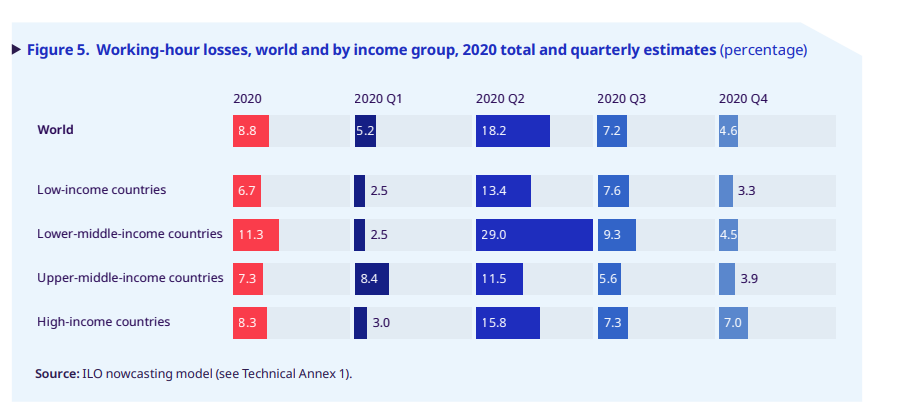 Figure 5. Working-hour losses, world and by income group, 2020 total and quarterly estimates (percentage)
2020 2020 Q1 2020 Q2 2020 Q3 2020 Q4
World 8.8 5.2 18.2 7.2 4.6
Low-income countries 6.7 2.5 13.4 7.6 3.3
Lower-middle-income countries 11.3 2.5 29.0 9.3 4.5
Upper-middle-income countries 7.3 8.4 11.5 5.6 3.9
High-income countries 8.3 3.0 15.8 7.3 7.0
Source: ILO nowcasting model (see Technical Annex 1).